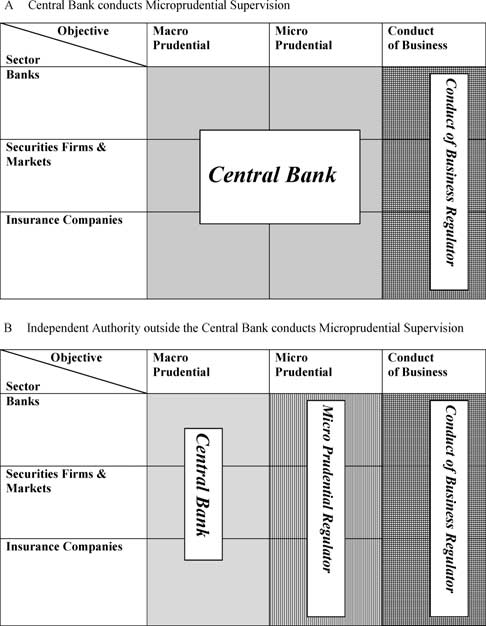 A Central Bank conducts Microprudential Supervision
Objective
Macro
Prudential
Micro
Prudential
Conduct
of Business
Sector
Banks
Securities Firms &
Markets
Insurance Companies
Central Bank
Conduct of Business Regulator
B Independent Authority outside the Central Bank conducts Microprudential Supervision
Objective
Macro
Prudential
Micro
Prudential
Conduct
of Business
Sector
Banks
Securities Firms &
Markets
Insurance Companies
Central Bank
Micro Prudential Regulator
Conduct of Business Regulator